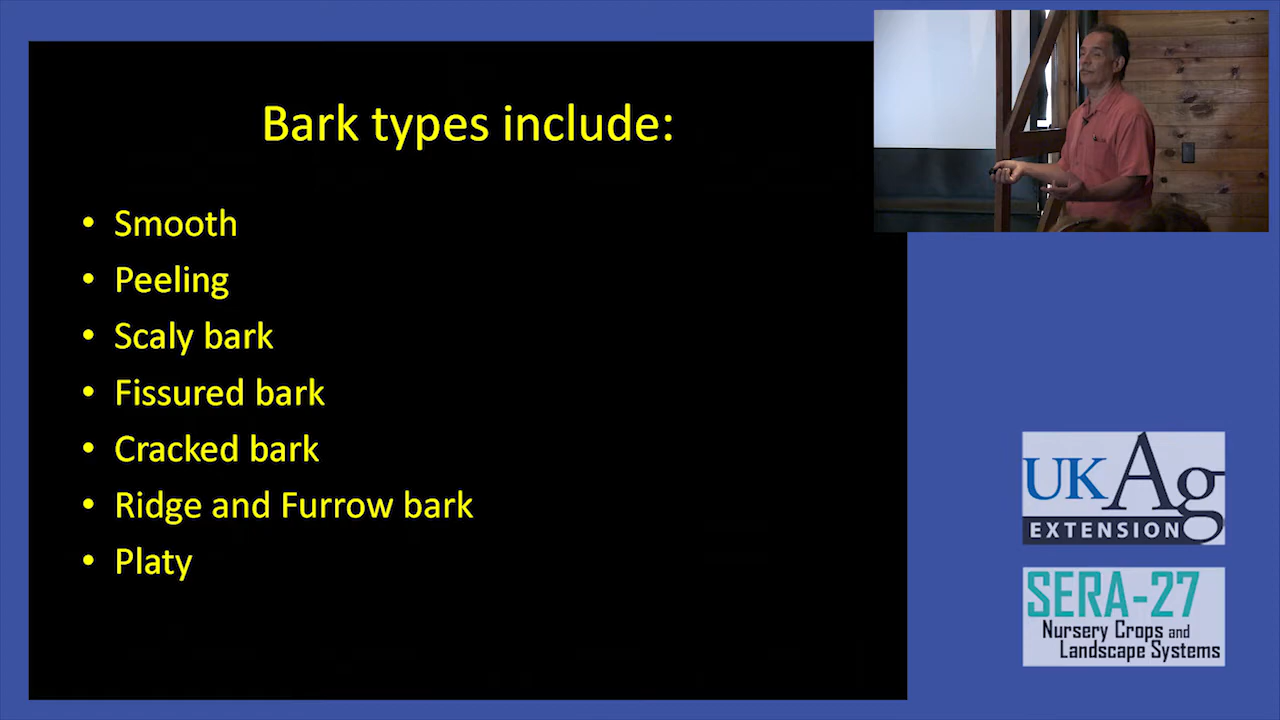 Bark types include:
• Smooth
• Peeling
• Scaly bark
• Fissured bark
• Cracked bark
• Ridge and Furrow bark
• Platy
UKAg
EXTENSION
SERA-27
Nursery Crops and
Landscape Systems